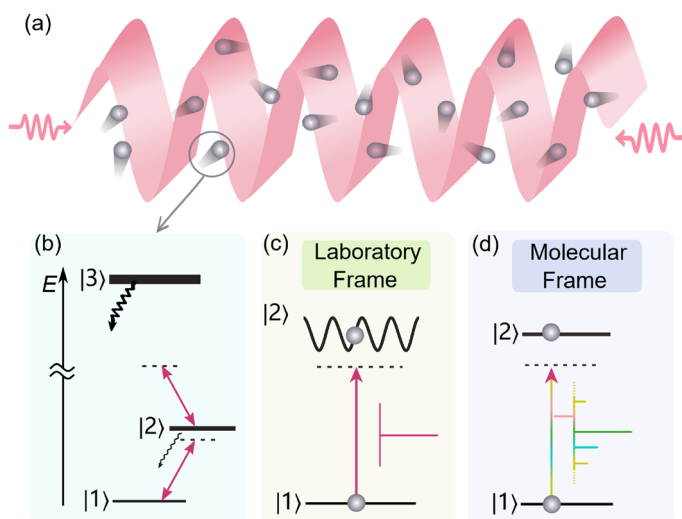 (a)
(b)
E
|3⟩
|2⟩
|1⟩
(c)
Laboratory
Frame
|2⟩
|1⟩
(d)
Molecular
Frame
|2⟩
|1⟩